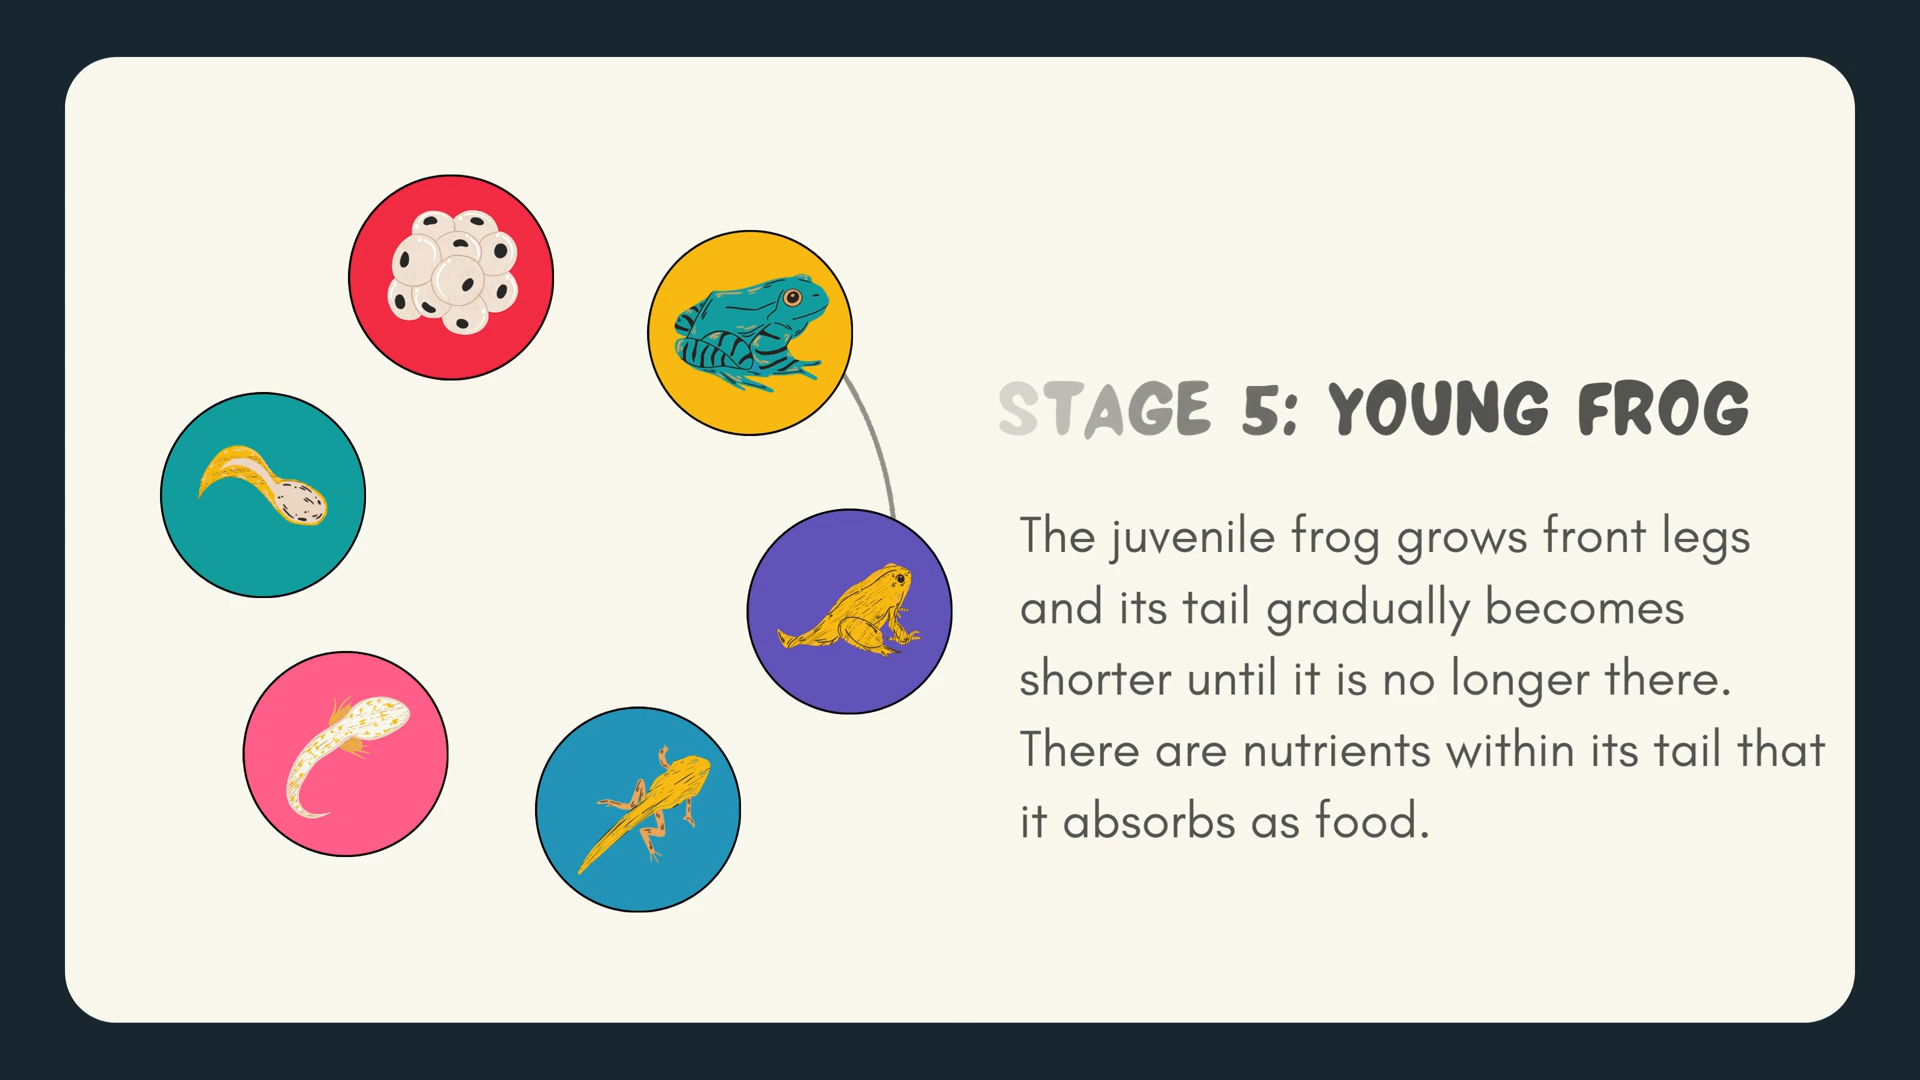 STAGE 5: YOUNG FROG
The juvenile frog grows front legs
and its tail gradually becomes
shorter until it is no longer there.
There are nutrients within its tail that
it absorbs as food.